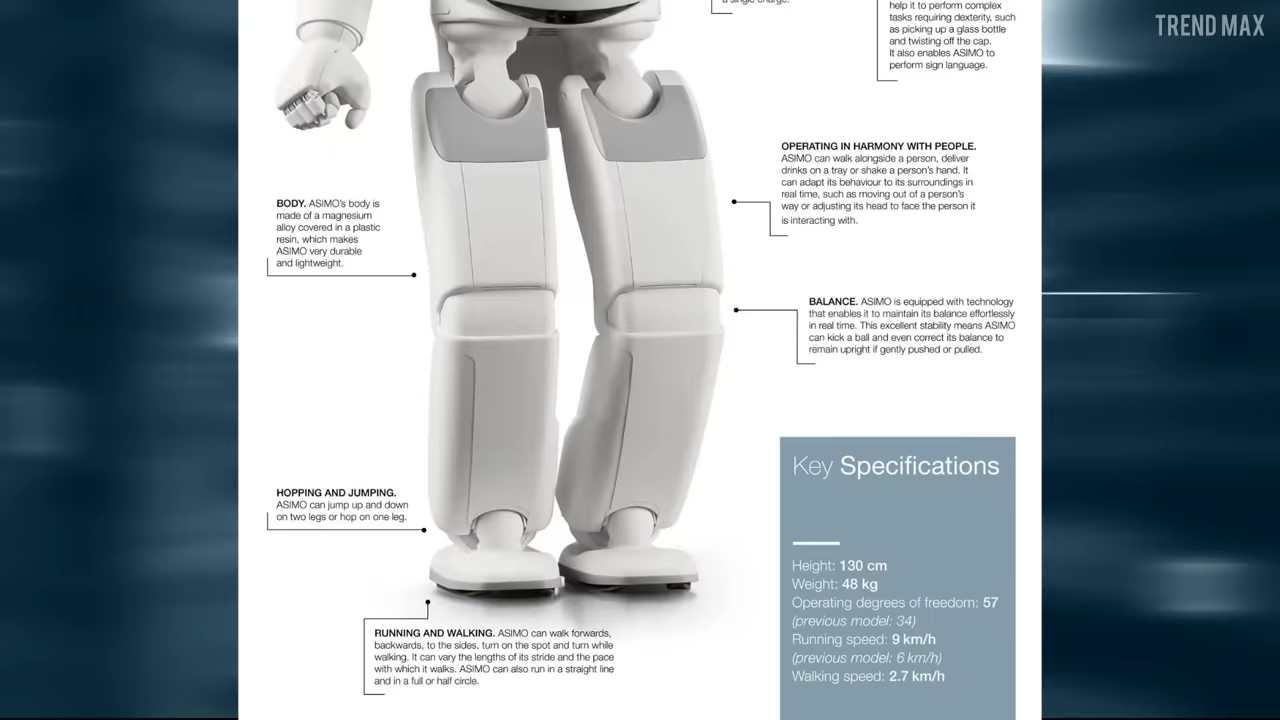 TREND MAX
a single charge.
help it to perform complex
tasks requiring dexterity, such
as picking up a glass bottle
and twisting off the cap.
It also enables ASIMO to
perform sign language.
OPERATING IN HARMONY WITH PEOPLE.
ASIMO can walk alongside a person, deliver
drinks on a tray or shake a person's hand. It
can adapt its behaviour to its surroundings in
real time, such as moving out of a person's
way or adjusting its head to face the person it
is interacting with.
BODY. ASIMO's body is
made of a magnesium
alloy covered in a plastic
resin, which makes
ASIMO very durable
and lightweight.
BALANCE. ASIMO is equipped with technology
that enables it to maintain its balance effortlessly
in real time. This excellent stability means ASIMO
can kick a ball and even correct its balance to
remain upright if gently pushed or pulled.
HOPPING AND JUMPING.
ASIMO can jump up and down
on two legs or hop on one leg.
RUNNING AND WALKING. ASIMO can walk forwards,
backwards, to the sides, turn on the spot and turn while
walking. It can vary the lengths of its stride and the pace
with which it walks. ASIMO can also run in a straight line
and in a full or half circle.
Key Specifications
Height: 130 cm
Weight: 48 kg
Operating degrees of freedom: 57
(previous model: 34)
Running speed: 9 km/h
(previous model: 6 km/h)
Walking speed: 2.7 km/h